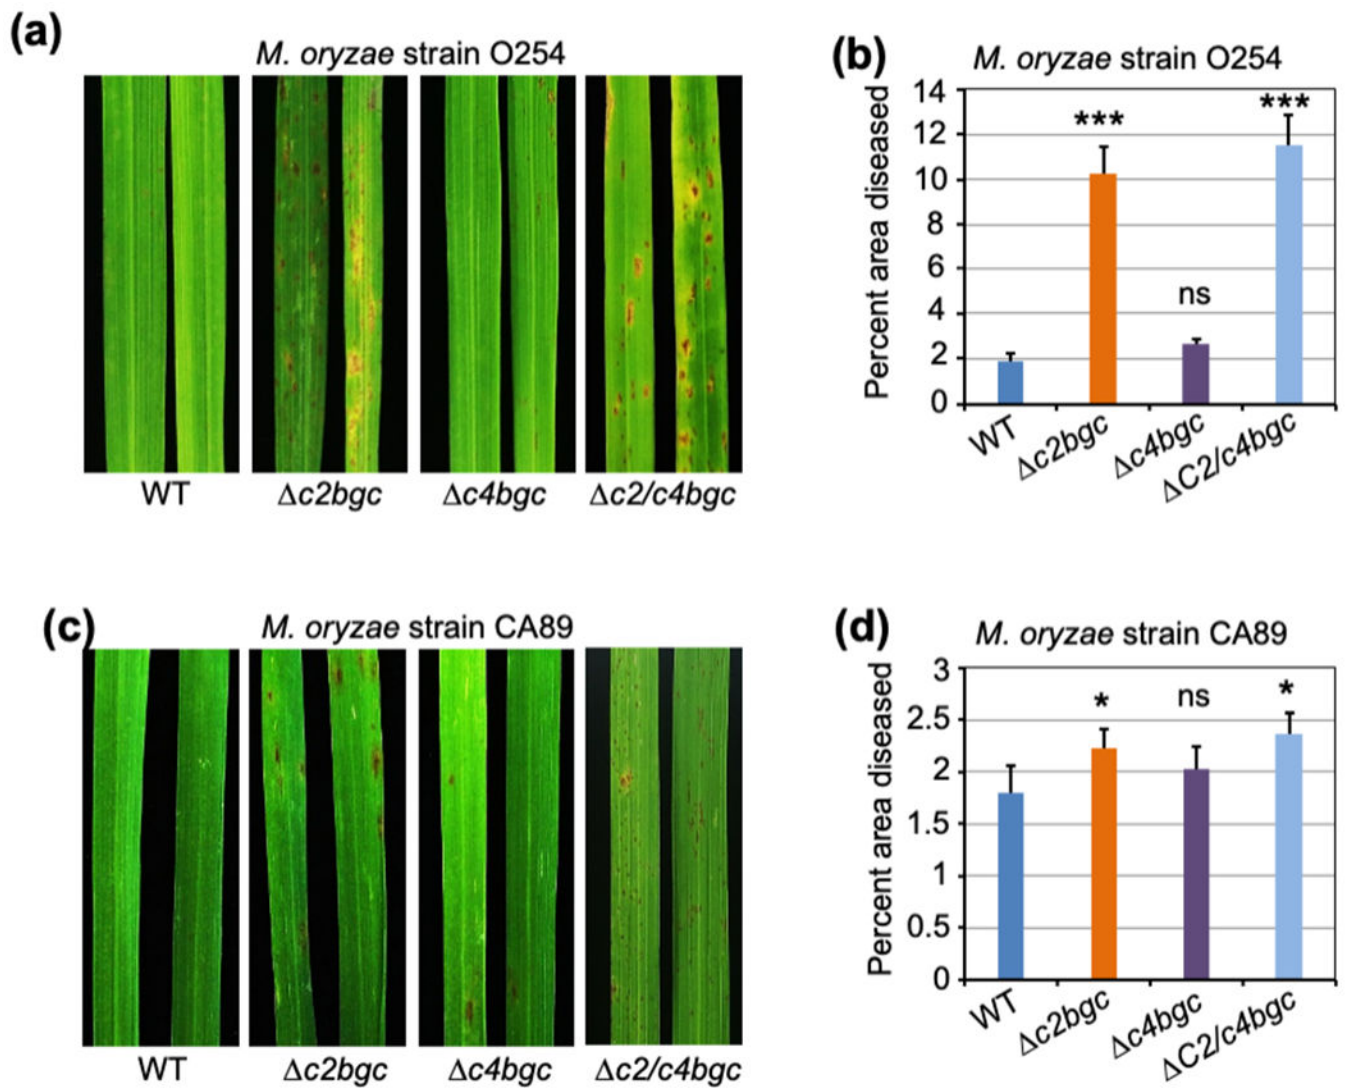 (a)
M. oryzae strain O254
WT
Δc2bgc
Δc4bgc
Δc2/c4bgc
(b)
M. oryzae strain O254
Percent area diseased
14
12
10
8
6
4
2
0
***
ns
***
WT
Δc2bgc
Δc4bgc
ΔC2/c4bgc
(c)
M. oryzae strain CA89
WT
Δc2bgc
Δc4bgc
Δc2/c4bgc
(d)
M. oryzae strain CA89
Percent area diseased
3
2.5
2
1.5
1
0.5
0
*
ns
*
WT
Δc2bgc
Δc4bgc
ΔC2/c4bgc